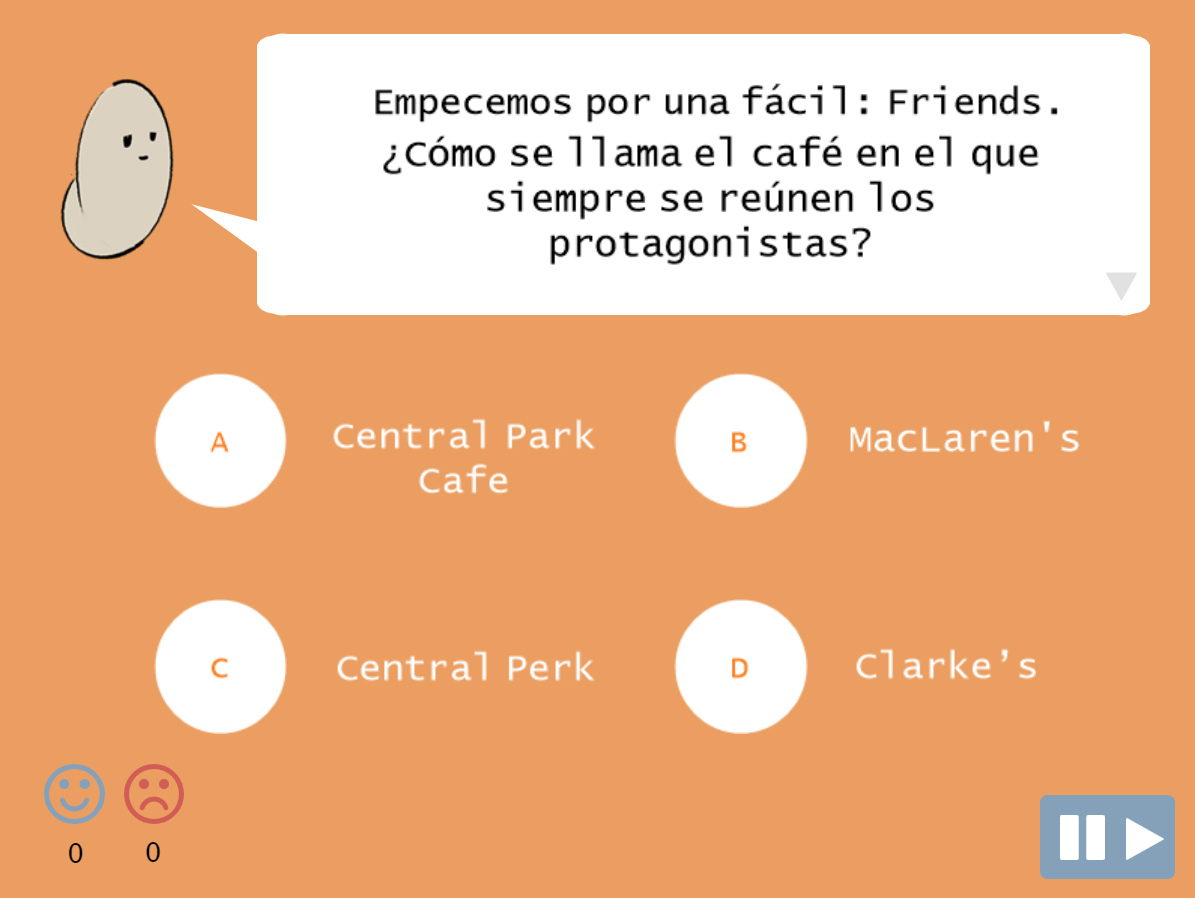 Empecemos por una fácil: Friends.
¿Cómo se llama el café en el que
siempre se reúnen los
protagonistas?
A
Central Park
Cafe
B
MacLaren's
C
Central Perk
D
Clarke’s
0
0